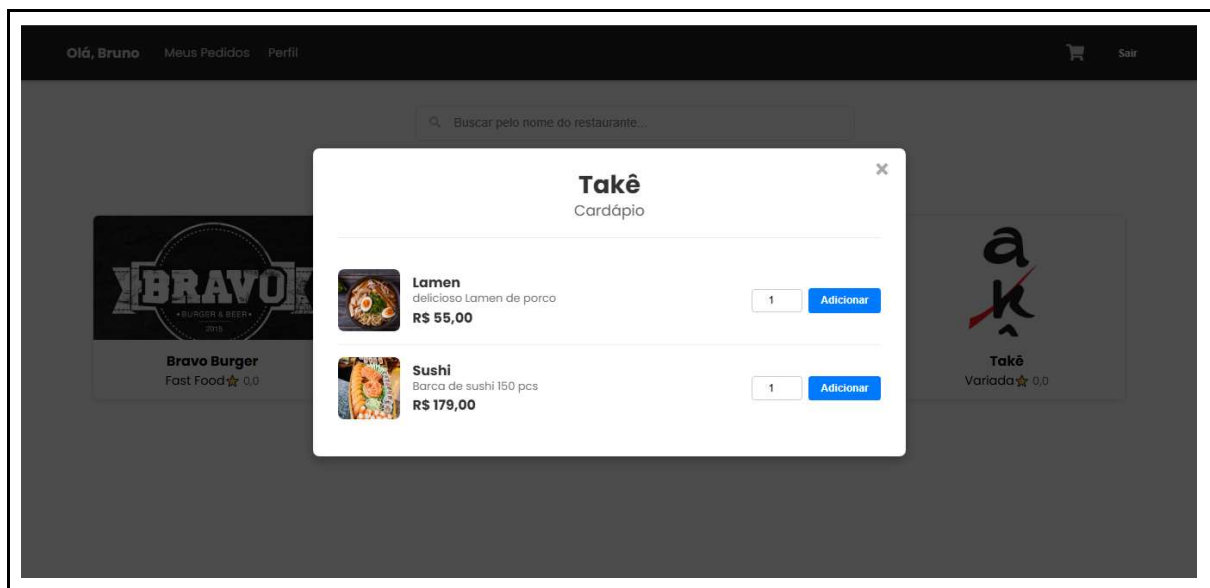 Olá, Bruno Meus Pedidos Perfil Sair
Buscar pelo nome do restaurante...
×
Takê
Cardápio
Lamen
delicioso Lamen de porco
R$ 55,00
1 Adicionar
Sushi
Barca de sushi 150 pcs
R$ 179,00
1 Adicionar
BRAVO
•BURGER & BEER•
2015
Bravo Burger
Fast Food 0,0
a
K
ê
Takê
Variada 0,0